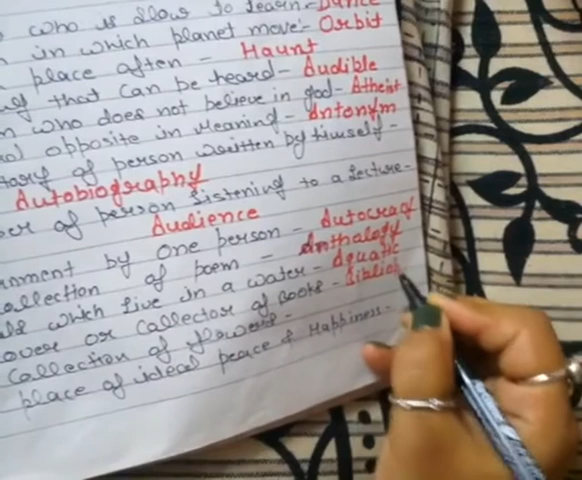 who is slow to learn - Dunce
in which planet move - Orbit
place often - Haunt
that can be heard - Audible
who does not believe in god - Atheist
opposite in meaning - Antonym
of person written by himself -
Autobiography
of person listening to a lecture -
Audience
by one person - Autocracy
ollection of poem - Anthology
which live in a water - Aquatic
over or collector of Books - Biblioh
Collection of flowers -
place of ideal peace & Happiness -